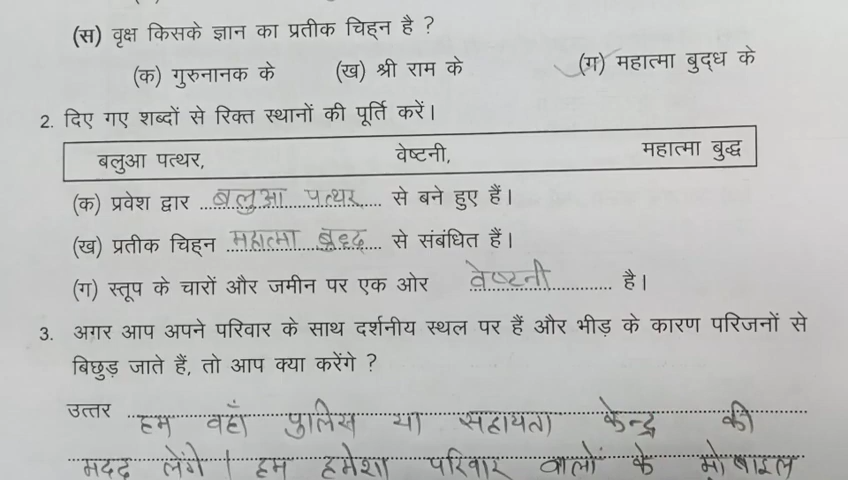 (स) वृक्ष किसके ज्ञान का प्रतीक चिह्न है ?
(क) गुरुनानक के (ख) श्री राम के (ग) महात्मा बुद्ध के
2. दिए गए शब्दों से रिक्त स्थानों की पूर्ति करें।
बलुआ पत्थर, वेष्टनी, महात्मा बुद्ध
(क) प्रवेश द्वार बलुआ पत्थर से बने हुए हैं।
(ख) प्रतीक चिह्न महात्मा बुद्द से संबंधित हैं।
(ग) स्तूप के चारों और जमीन पर एक ओर वेष्टनी है।
3. अगर आप अपने परिवार के साथ दर्शनीय स्थल पर हैं और भीड़ के कारण परिजनों से
बिछुड़ जाते हैं, तो आप क्या करेंगे ?
उत्तर हम वहाँ पुलिस या सहायता केन्द्र की
मदद लेंगे। हम हमेशा परिवार वालों के मोबाइल